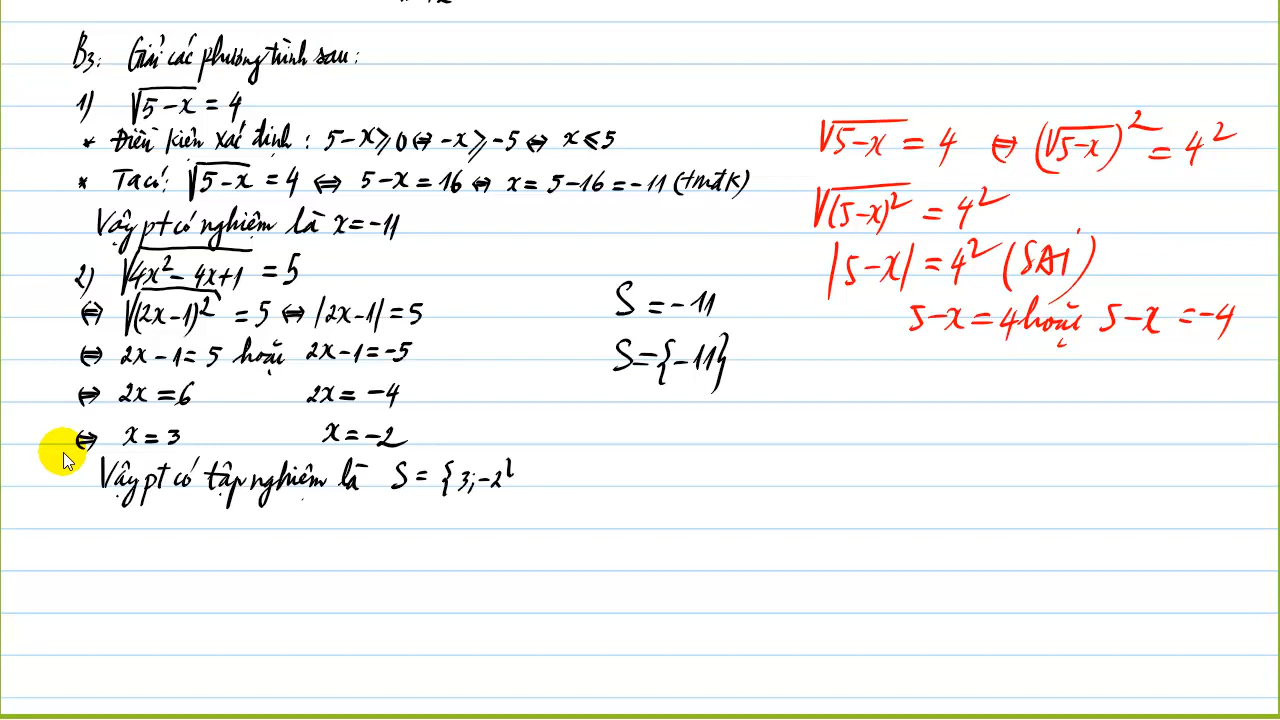 B3: Giải các phương trình sau:
1) √(5-x) = 4
* Điều kiện xác định: 5-x ≥ 0 ⇔ -x ≥ -5 ⇔ x ≤ 5
* Ta có: √(5-x) = 4 ⇔ 5-x = 16 ⇔ x = 5-16 = -11 (tmđk)
Vậy pt có nghiệm là x = -11
2) √(4x²-4x+1) = 5
⇔ √((2x-1)²) = 5 ⇔ |2x-1| = 5
⇔ 2x-1 = 5 hoặc 2x-1 = -5
⇔ 2x = 6 2x = -4
⇔ x = 3 x = -2
Vậy pt có tập nghiệm là S = {3; -2}
S = -11
S = {-11}
√(5-x) = 4 ⇔ (√(5-x))² = 4²
√((5-x)²) = 4²
|5-x| = 4² (SAI)
5-x = 4 hoặc 5-x = -4